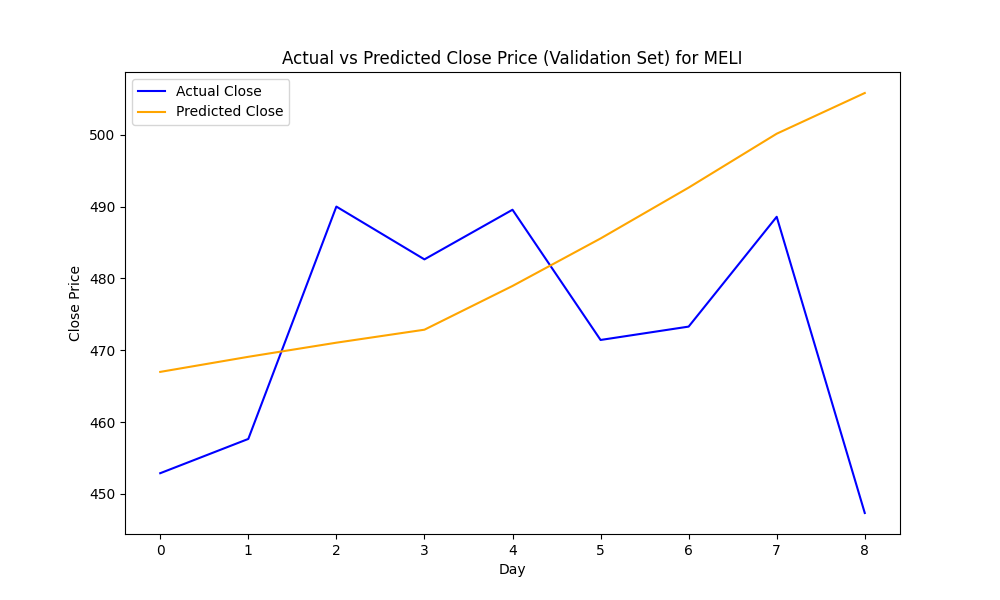 Actual vs Predicted Close Price (Validation Set) for MELI
Actual Close
Predicted Close
Close Price
500
490
480
470
460
450
0 1 2 3 4 5 6 7 8
Day